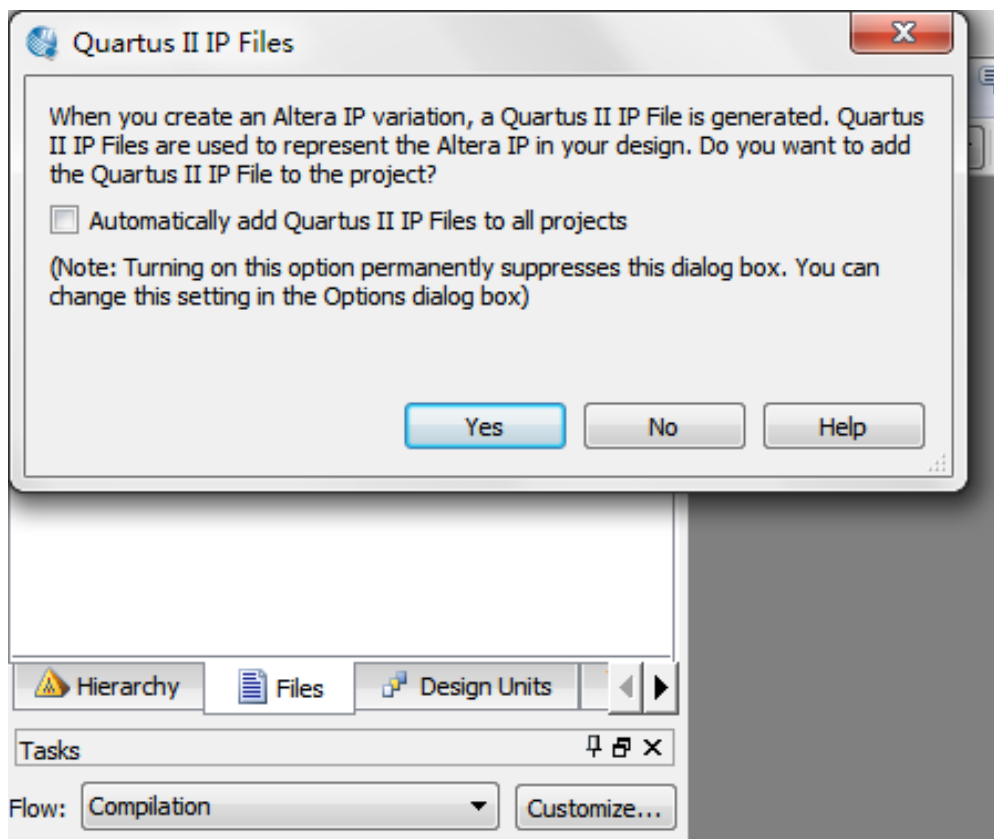 Quartus II IP Files
When you create an Altera IP variation, a Quartus II IP File is generated. Quartus
II IP Files are used to represent the Altera IP in your design. Do you want to add
the Quartus II IP File to the project?
Automatically add Quartus II IP Files to all projects
(Note: Turning on this option permanently suppresses this dialog box. You can
change this setting in the Options dialog box)
Yes No Help
Hierarchy Files Design Units
Tasks
Flow: Compilation Customize...